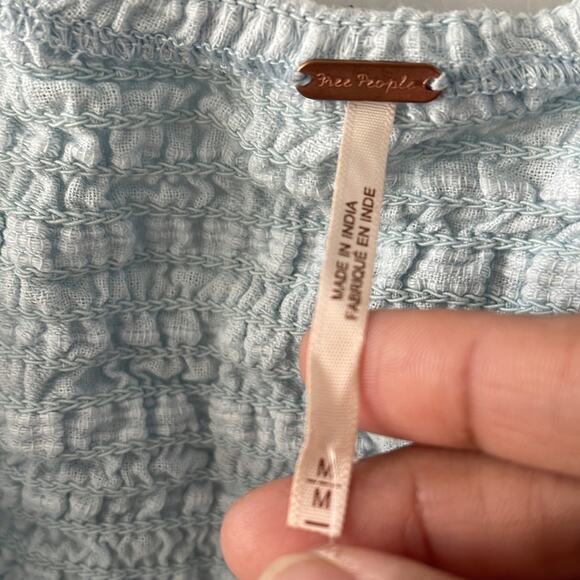 Free People
MADE IN INDIA
FABRIQUÉ EN INDE
M
M